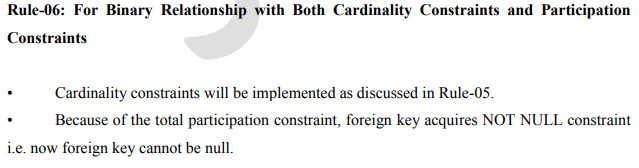 Rule-06: For Binary Relationship with Both Cardinality Constraints and Participation
Constraints
• Cardinality constraints will be implemented as discussed in Rule-05.
• Because of the total participation constraint, foreign key acquires NOT NULL constraint
i.e. now foreign key cannot be null.